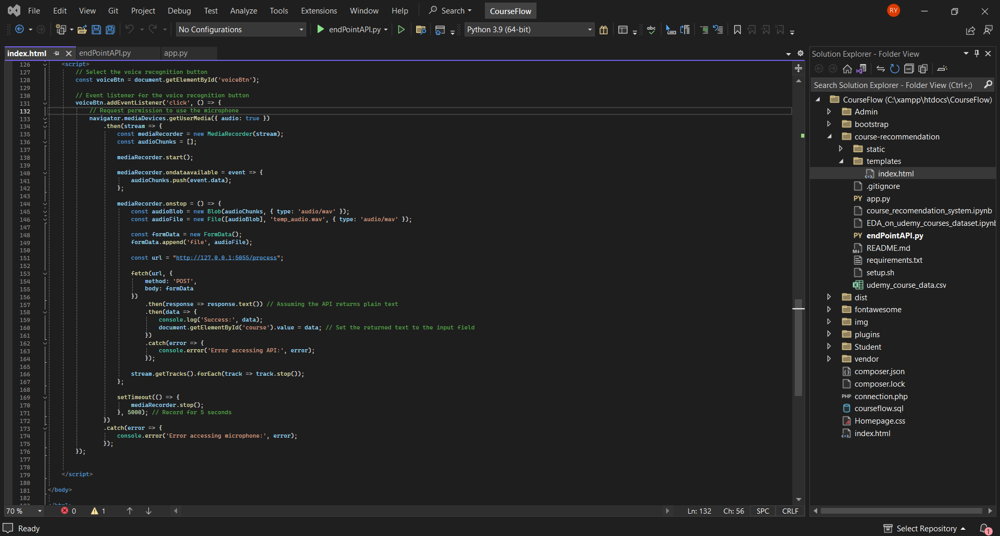 File Edit View Git Project Debug Test Analyze Tools Extensions Window Help Search CourseFlow RY
No Configurations endPointAPI.py Python 3.9 (64-bit) abc
index.html endPointAPI.py app.py
126 <script>
127 // Select the voice recognition button
128 const voiceBtn = document.getElementById('voiceBtn');
129
130 // Event listener for the voice recognition button
131 voiceBtn.addEventListener('click', () => {
132 // Request permission to use the microphone
133 navigator.mediaDevices.getUserMedia({ audio: true })
134 .then(stream => {
135 const mediaRecorder = new MediaRecorder(stream);
136 const audioChunks = [];
137
138 mediaRecorder.start();
139
140 mediaRecorder.ondataavailable = event => {
141 audioChunks.push(event.data);
142 };
143
144 mediaRecorder.onstop = () => {
145 const audioBlob = new Blob(audioChunks, { type: 'audio/wav' });
146 const audioFile = new File([audioBlob], 'temp_audio.wav', { type: 'audio/wav' });
147
148 const formData = new FormData();
149 formData.append('file', audioFile);
150
151 const url = "http://127.0.0.1:5055/process";
152
153 fetch(url, {
154 method: 'POST',
155 body: formData
156 })
157 .then(response => response.text()) // Assuming the API returns plain text
158 .then(data => {
159 console.log('Success:', data);
160 document.getElementById('course').value = data; // Set the returned text to the input field
161 })
162 .catch(error => {
163 console.error('Error accessing API:', error);
164 });
165
166 stream.getTracks().forEach(track => track.stop());
167 };
168
169 setTimeout(() => {
170 mediaRecorder.stop();
171 }, 5000); // Record for 5 seconds
172 })
173 .catch(error => {
174 console.error('Error accessing microphone:', error);
175 });
176 });
177
178
179 </script>
180
181 </body>
182
70 % 0 1 Ln: 132 Ch: 56 SPC CRLF
Solution Explorer - Folder View
Search Solution Explorer - Folder View (Ctrl+;)
CourseFlow (C:\xampp\htdocs\CourseFlow)
Admin
bootstrap
course-recommendation
static
templates
index.html
.gitignore
PY app.py
course_recomendation_system.ipynb
EDA_on_udemy_courses_dataset.ipynb
PY endPointAPI.py
README.md
requirements.txt
setup.sh
udemy_course_data.csv
dist
fontawesome
img
plugins
Student
vendor
composer.json
composer.lock
PHP connection.php
courseflow.sql
Homepage.css
index.html
Ready Select Repository 1